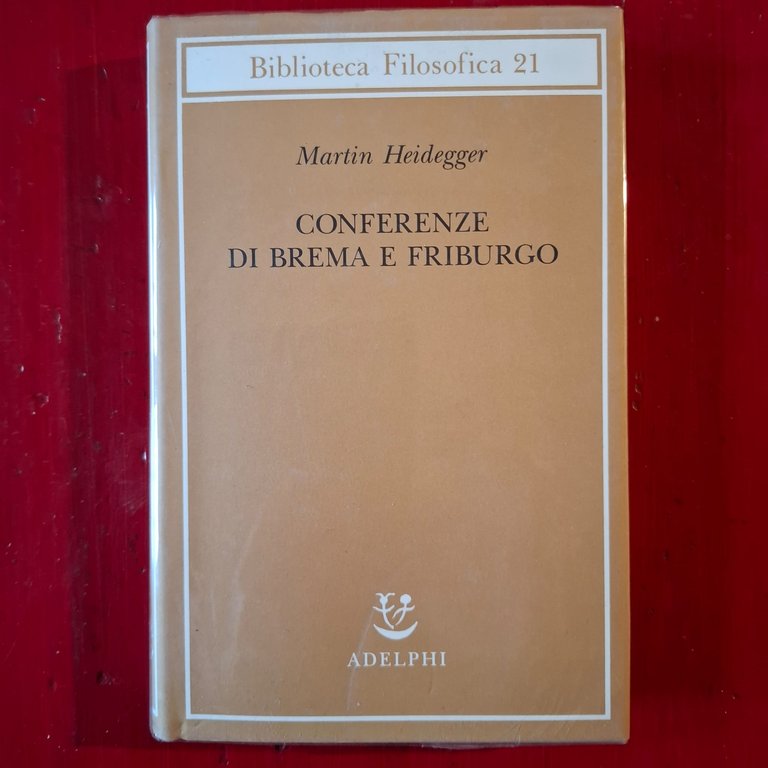 Biblioteca Filosofica 21
Martin Heidegger
CONFERENZE
DI BREMA E FRIBURGO
ADELPHI